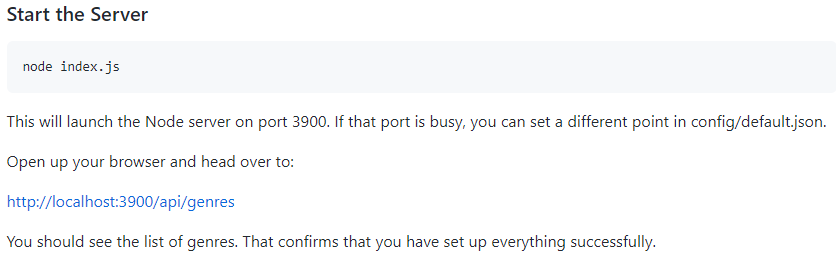 Start the Server
node index.js
This will launch the Node server on port 3900. If that port is busy, you can set a different point in config/default.json.
Open up your browser and head over to:
http://localhost:3900/api/genres
You should see the list of genres. That confirms that you have set up everything successfully.